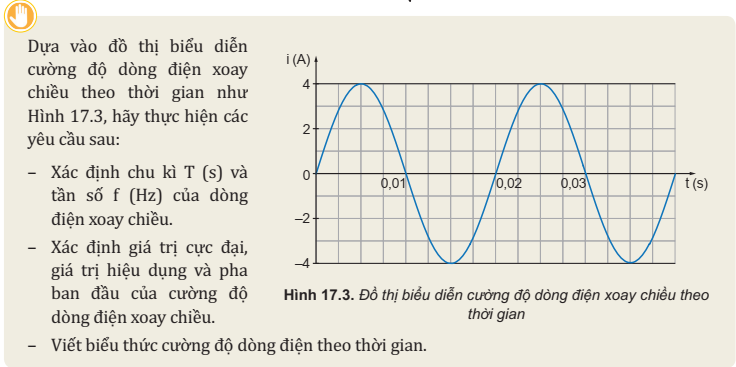 Dựa vào đồ thị biểu diễn
cường độ dòng điện xoay
chiều theo thời gian như
Hình 17.3, hãy thực hiện các
yêu cầu sau:
– Xác định chu kì T (s) và
tần số f (Hz) của dòng
điện xoay chiều.
– Xác định giá trị cực đại,
giá trị hiệu dụng và pha
ban đầu của cường độ
dòng điện xoay chiều.
– Viết biểu thức cường độ dòng điện theo thời gian.
i (A)
4
2
0
–2
–4
0,01
0,02
0,03
t (s)
Hình 17.3. Đồ thị biểu diễn cường độ dòng điện xoay chiều theo
thời gian